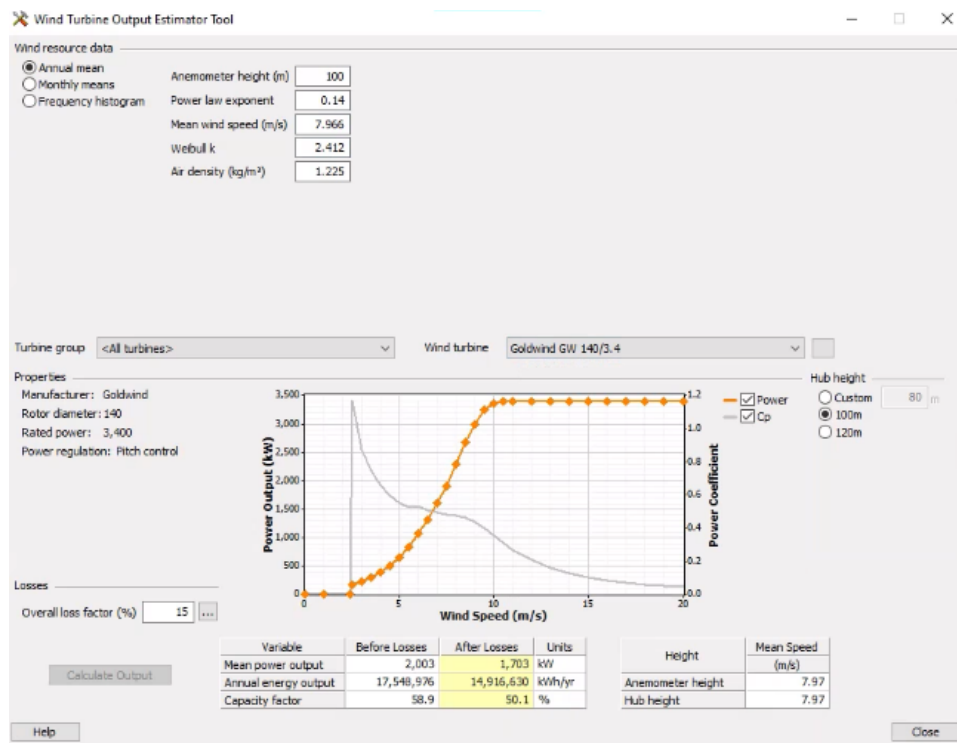 Wind Turbine Output Estimator Tool
Wind resource data
Annual mean
Monthly means
Frequency histogram
Anemometer height (m) 100
Power law exponent 0.14
Mean wind speed (m/s) 7.966
Weibull k 2.412
Air density (kg/m³) 1.225
Turbine group <All turbines> Wind turbine Goldwind GW 140/3.4
Properties
Manufacturer: Goldwind
Rotor diameter: 140
Rated power: 3,400
Power regulation: Pitch control
Power Output (kW)
3,500
3,000
2,500
2,000
1,500
1,000
500
0
0 5 10 15 20
Wind Speed (m/s)
1.2
1.0
0.8
0.6
0.4
0.2
0.0
Power Coefficient
Power
Cp
Hub height
Custom 80 m
100m
120m
Losses
Overall loss factor (%) 15 ...
Calculate Output
Variable Before Losses After Losses Units
Mean power output 2,003 1,703 kW
Annual energy output 17,548,976 14,916,630 kWh/yr
Capacity factor 58.9 50.1 %
Height Mean Speed
(m/s)
Anemometer height 7.97
Hub height 7.97
Help Close